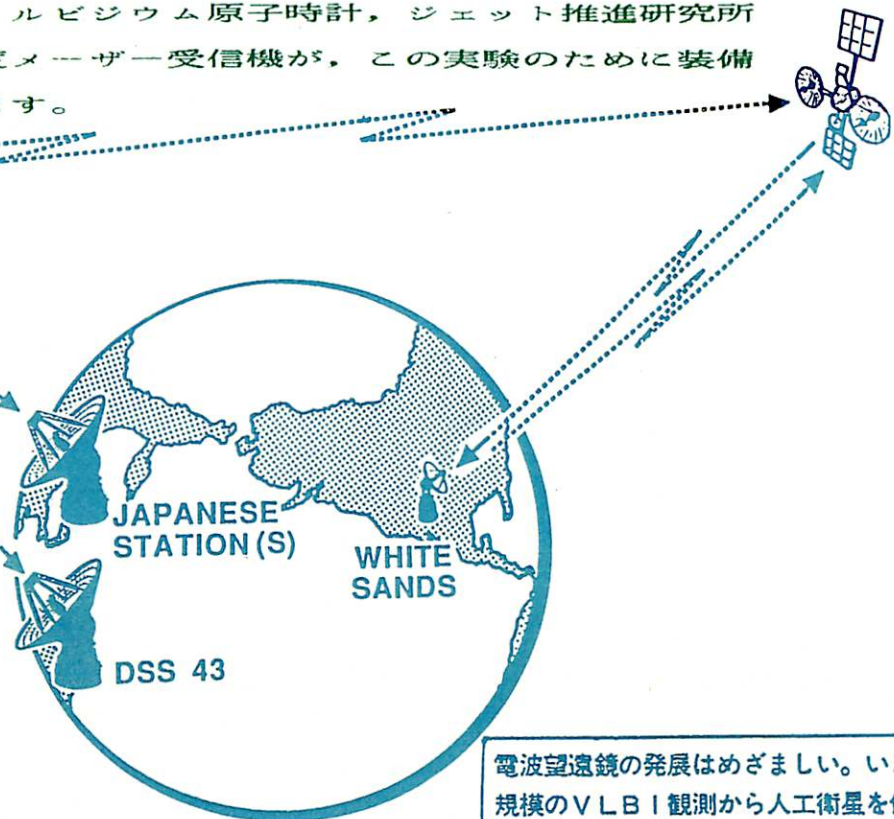 ルビジウム原子時計，ジェット推進研究所
メーザー受信機が，この実験のために装備
す。
JAPANESE
STATION(S)
WHITE
SANDS
DSS 43
電波望遠鏡の発展はめざましい。い
規模のVLBI観測から人工衛星を